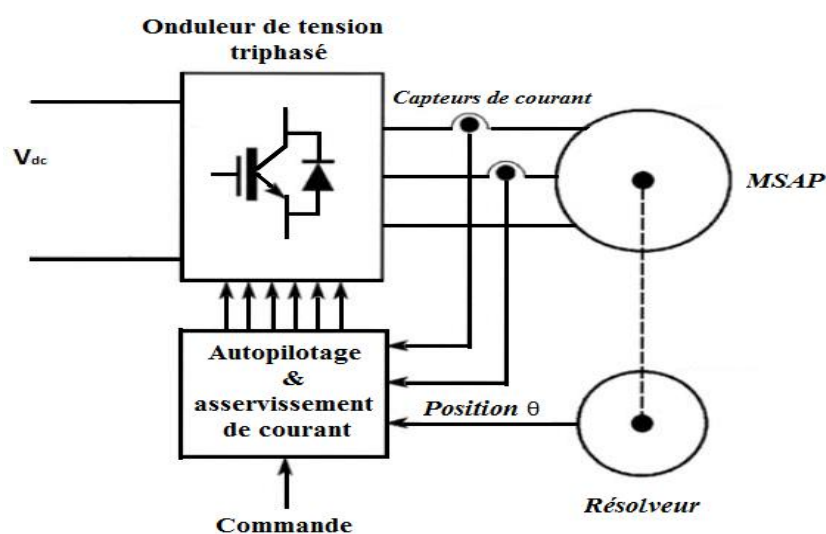 Onduleur de tension
triphasé
Capteurs de courant
Vdc
MSAP
Autopilotage
&
asservissement
de courant
Position θ
Résolveur
Commande